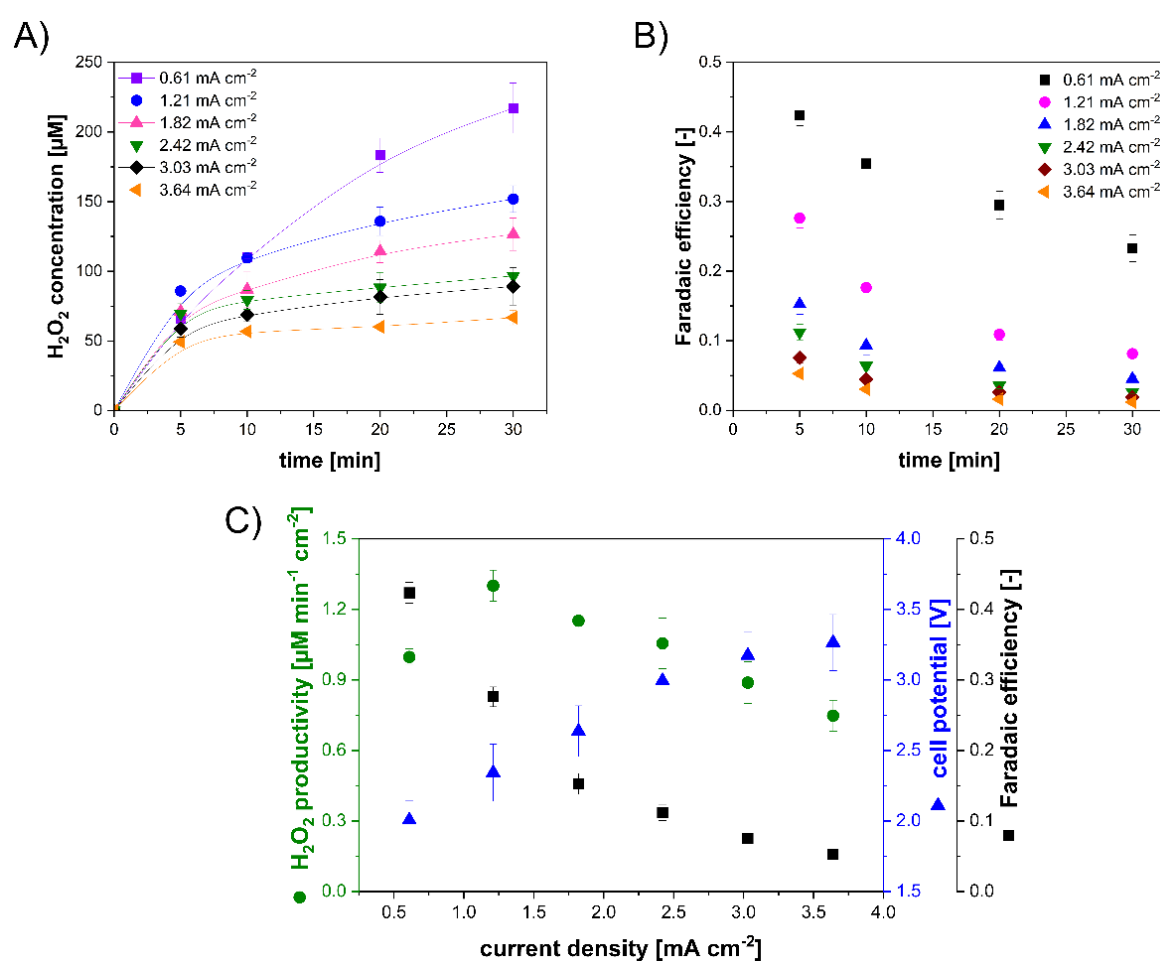 A)
H₂O₂ concentration [µM]
250
200
150
100
50
0
0.61 mA cm⁻²
1.21 mA cm⁻²
1.82 mA cm⁻²
2.42 mA cm⁻²
3.03 mA cm⁻²
3.64 mA cm⁻²
0 5 10 15 20 25 30
time [min]
B)
Faradaic efficiency [-]
0.5
0.4
0.3
0.2
0.1
0.0
0.61 mA cm⁻²
1.21 mA cm⁻²
1.82 mA cm⁻²
2.42 mA cm⁻²
3.03 mA cm⁻²
3.64 mA cm⁻²
0 5 10 15 20 25 30
time [min]
C)
H₂O₂ productivity [µM min⁻¹ cm⁻²]
1.5
1.2
0.9
0.6
0.3
0.0
4.0
3.5
3.0
2.5
2.0
1.5
cell potential [V]
0.5
0.4
0.3
0.2
0.1
0.0
Faradaic efficiency [-]
0.5 1.0 1.5 2.0 2.5 3.0 3.5 4.0
current density [mA cm⁻²]